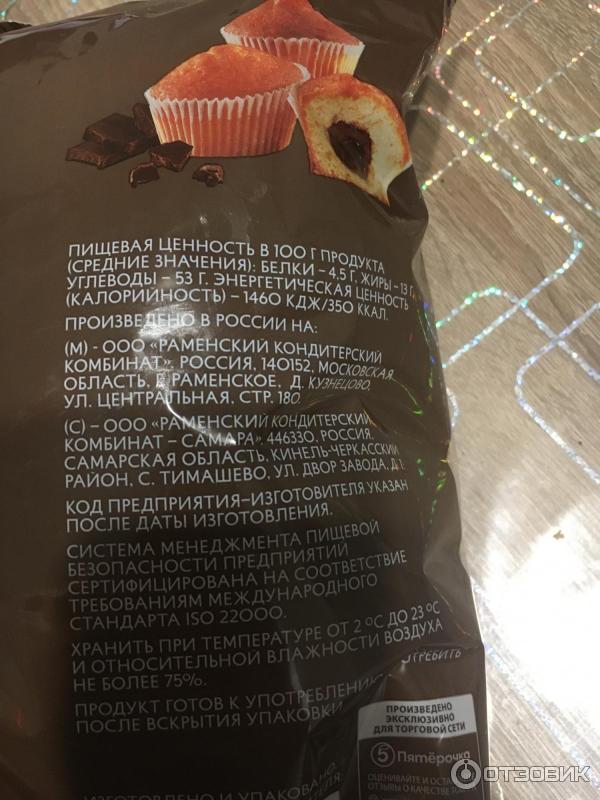 ПИЩЕВАЯ ЦЕННОСТЬ В 100 Г ПРОДУКТА
(СРЕДНИЕ ЗНАЧЕНИЯ): БЕЛКИ – 4,5 Г. ЖИРЫ – 13 Г.
УГЛЕВОДЫ – 53 Г. ЭНЕРГЕТИЧЕСКАЯ ЦЕННОСТЬ
(КАЛОРИЙНОСТЬ) – 1460 КДЖ/350 ККАЛ.
ПРОИЗВЕДЕНО В РОССИИ НА:
(М) - ООО «РАМЕНСКИЙ КОНДИТЕРСКИЙ
КОМБИНАТ». РОССИЯ, 140152, МОСКОВСКАЯ
ОБЛАСТЬ, Г. РАМЕНСКОЕ, Д. КУЗНЕЦОВО,
УЛ. ЦЕНТРАЛЬНАЯ, СТР. 180
(С) – ООО «РАМЕНСКИЙ КОНДИТЕРСКИЙ
КОМБИНАТ – САМАРА», 446330, РОССИЯ,
САМАРСКАЯ ОБЛАСТЬ, КИНЕЛЬ-ЧЕРКАССКИЙ
РАЙОН, С. ТИМАШЕВО, УЛ. ДВОР ЗАВОДА,
КОД ПРЕДПРИЯТИЯ–ИЗГОТОВИТЕЛЯ УКАЗАН
ПОСЛЕ ДАТЫ ИЗГОТОВЛЕНИЯ.
СИСТЕМА МЕНЕДЖМЕНТА ПИЩЕВОЙ
БЕЗОПАСНОСТИ ПРЕДПРИЯТИЙ
СЕРТИФИЦИРОВАНА НА СООТВЕТСТВИЕ
ТРЕБОВАНИЯМ МЕЖДУНАРОДНОГО
СТАНДАРТА ISO 22000.
ХРАНИТЬ ПРИ ТЕМПЕРАТУРЕ ОТ 2 °С ДО 23 °С
И ОТНОСИТЕЛЬНОЙ ВЛАЖНОСТИ ВОЗДУХА
НЕ БОЛЕЕ 75%.
ПРОДУКТ ГОТОВ К УПОТРЕБЛЕНИЮ
ПОСЛЕ ВСКРЫТИЯ УПАКОВКИ
ПРОИЗВЕДЕНО
ЭКСКЛЮЗИВНО
ДЛЯ ТОРГОВОЙ СЕТИ
5 Пятёрочка
ОЦЕНИВАЙТЕ И
О КАЧЕСТВЕ
ИЗГОТОВЛЕНО И УПАКОВАНО
ОТЗОВИК